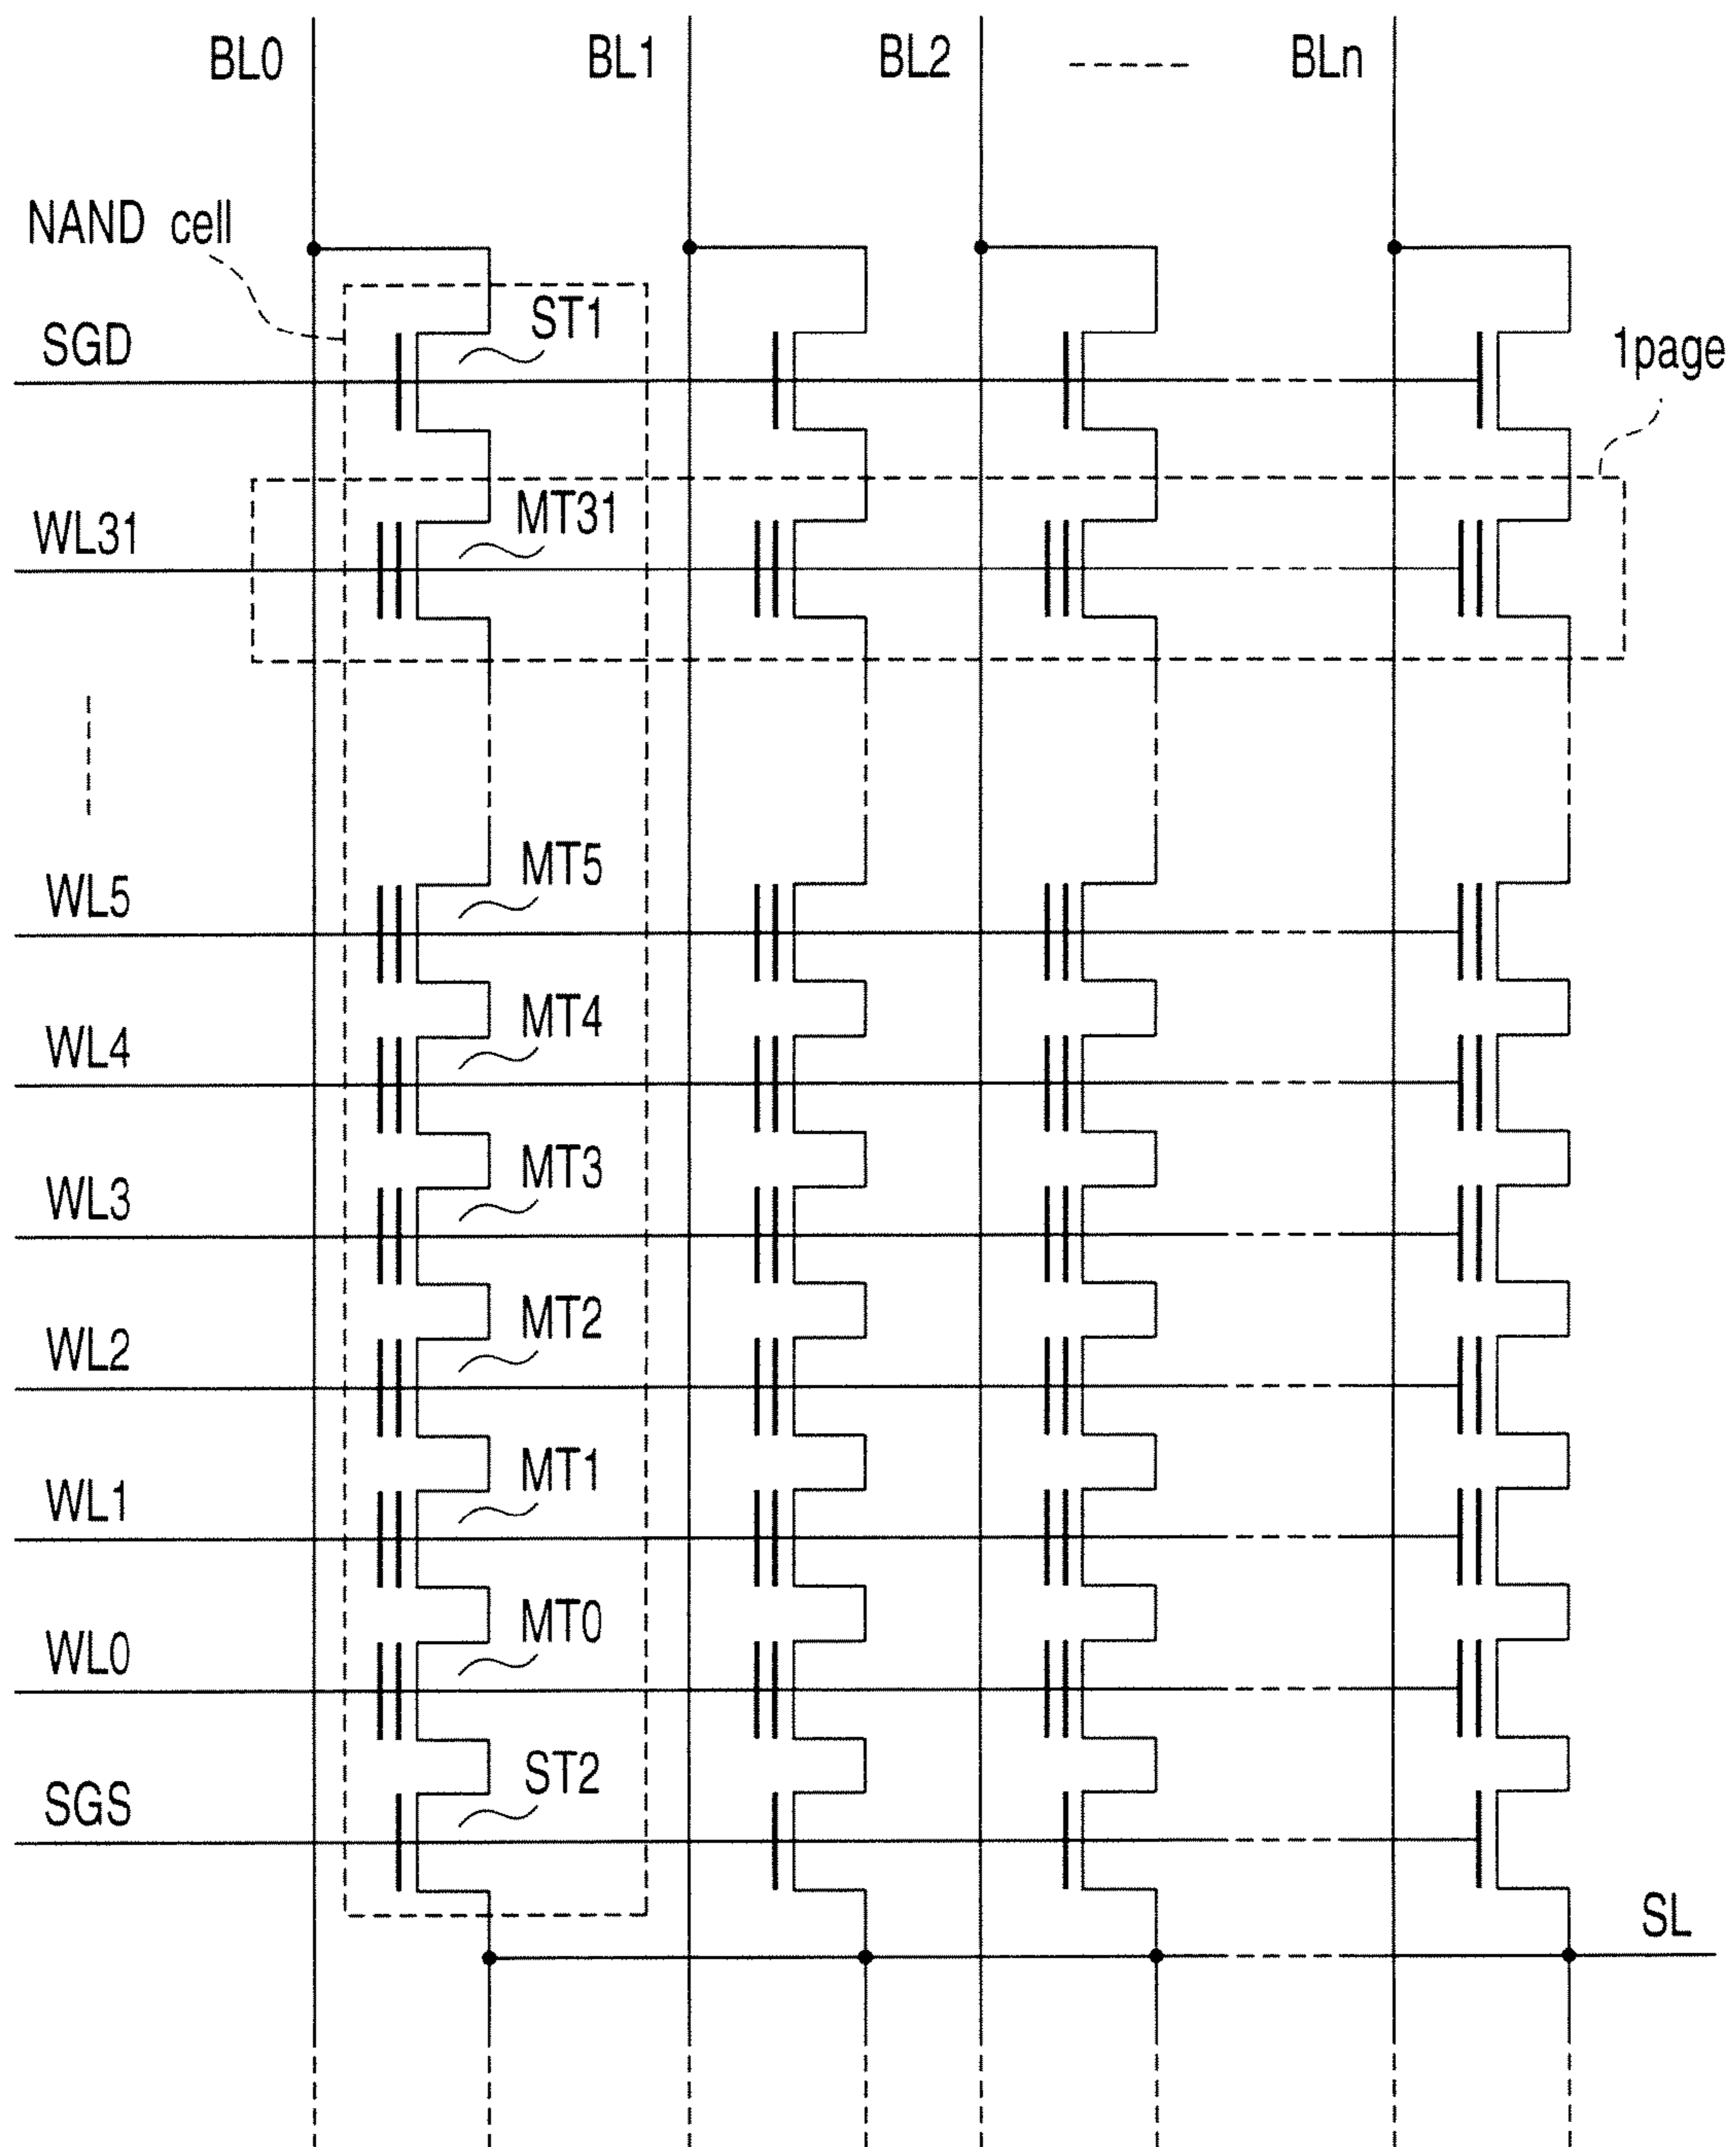 BL0 BL1 BL2 BLn
NAND cell
ST1
SGD
1page
MT31
WL31
MT5
WL5
MT4
WL4
MT3
WL3
MT2
WL2
MT1
WL1
MT0
WL0
ST2
SGS
SL